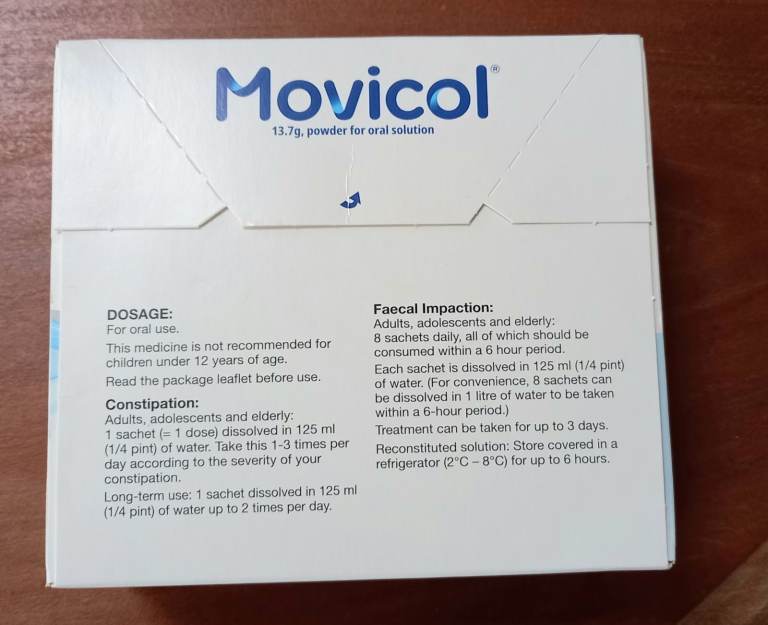 Movicol®
13.7g, powder for oral solution
DOSAGE:
For oral use.
This medicine is not recommended for
children under 12 years of age.
Read the package leaflet before use.
Constipation:
Adults, adolescents and elderly:
1 sachet (= 1 dose) dissolved in 125 ml
(1/4 pint) of water. Take this 1-3 times per
day according to the severity of your
constipation.
Long-term use: 1 sachet dissolved in 125 ml
(1/4 pint) of water up to 2 times per day.
Faecal Impaction:
Adults, adolescents and elderly:
8 sachets daily, all of which should be
consumed within a 6 hour period.
Each sachet is dissolved in 125 ml (1/4 pint)
of water. (For convenience, 8 sachets can
be dissolved in 1 litre of water to be taken
within a 6-hour period.)
Treatment can be taken for up to 3 days.
Reconstituted solution: Store covered in a
refrigerator (2°C – 8°C) for up to 6 hours.